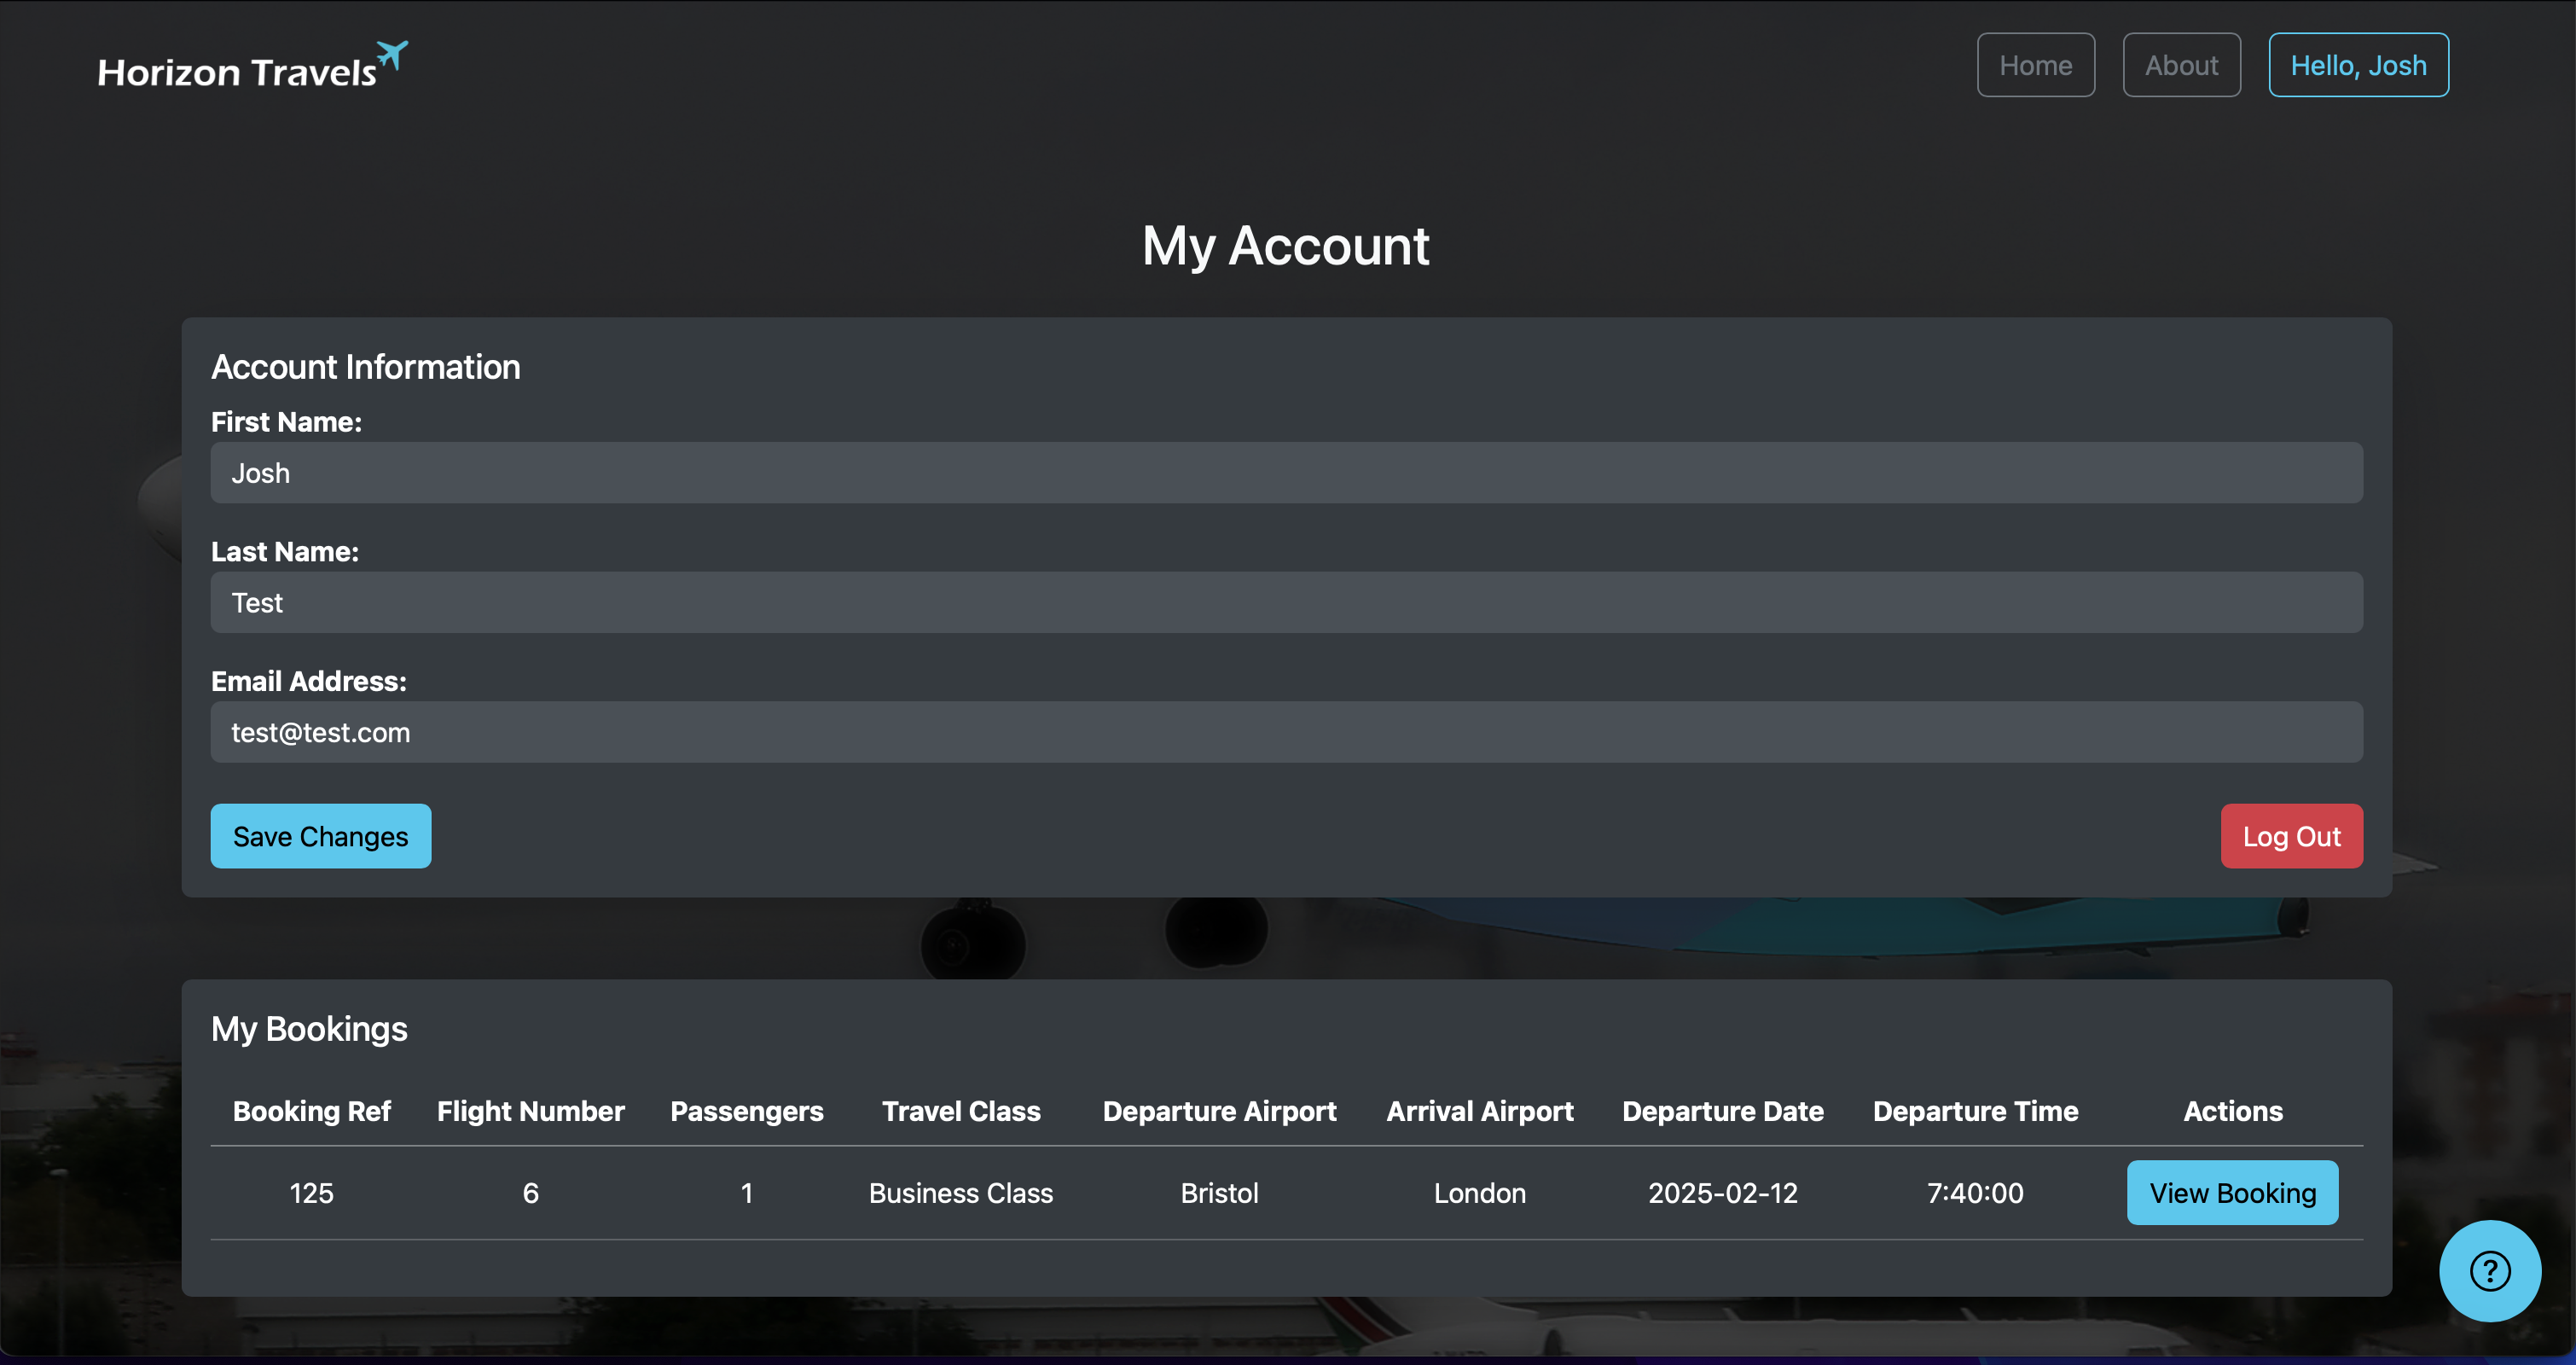 Horizon Travels
Home About Hello, Josh
My Account
Account Information
First Name:
Josh
Last Name:
Test
Email Address:
test@test.com
Save Changes Log Out
My Bookings
Booking Ref Flight Number Passengers Travel Class Departure Airport Arrival Airport Departure Date Departure Time Actions
125 6 1 Business Class Bristol London 2025-02-12 7:40:00 View Booking
?